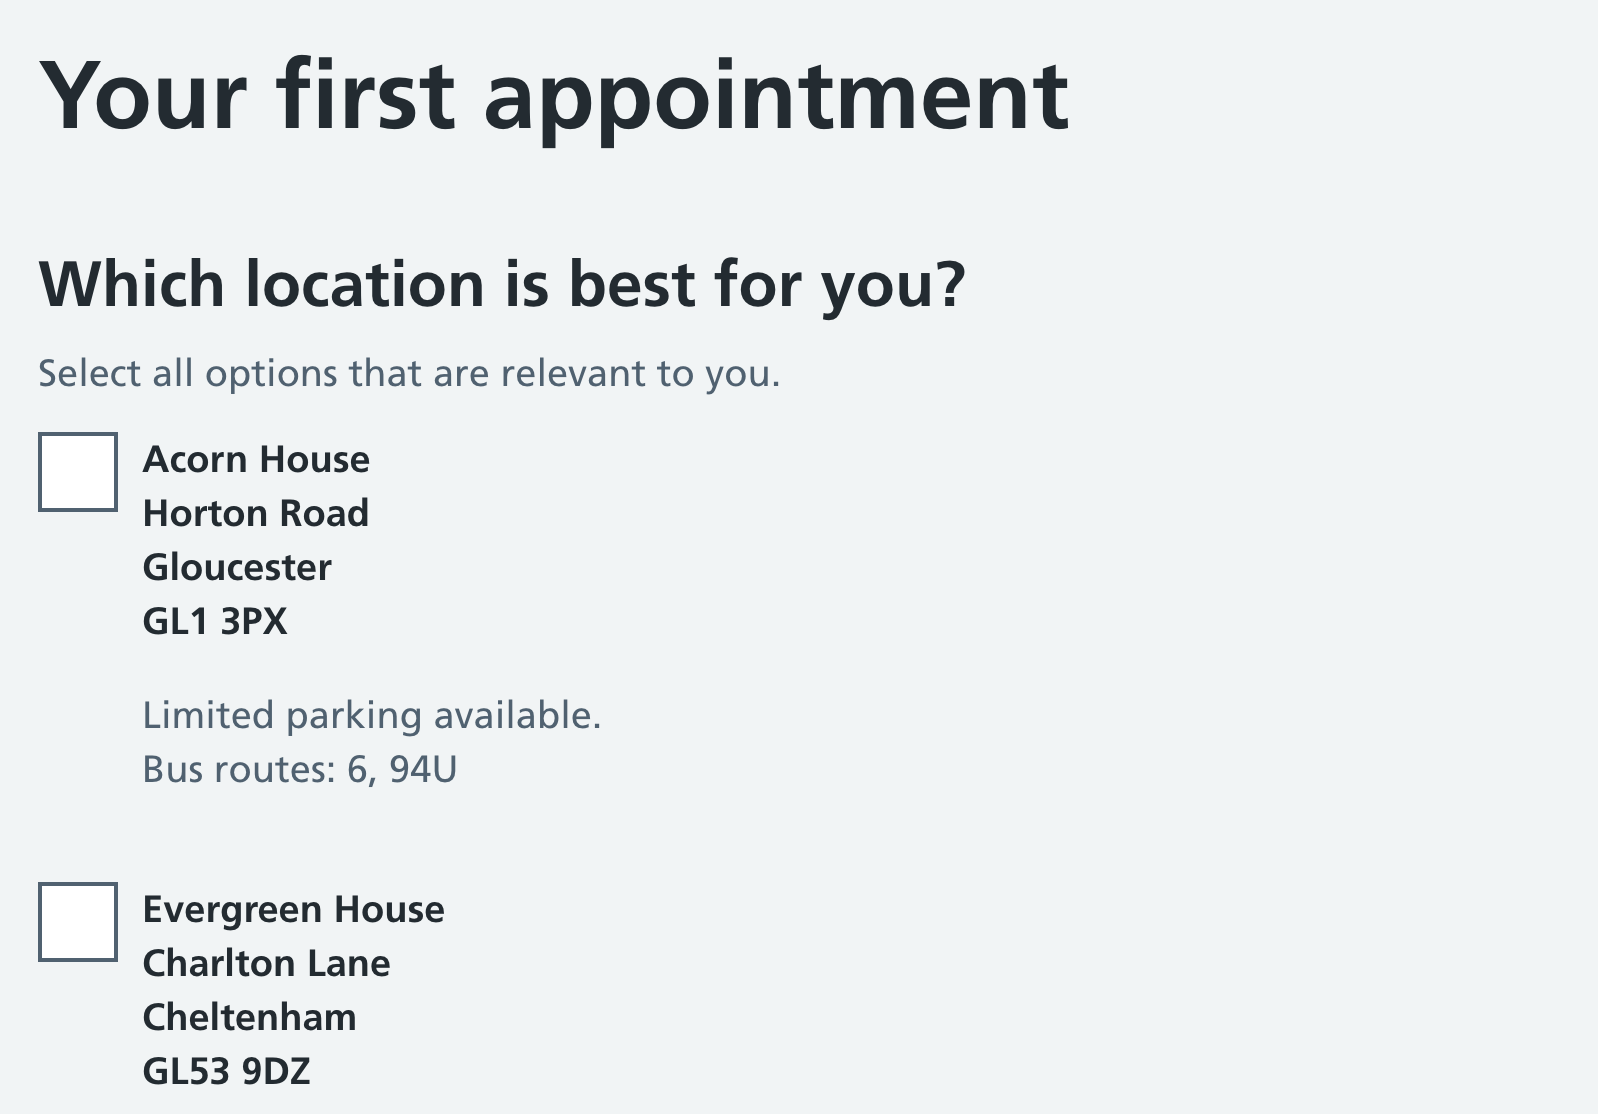 Your first appointment
Which location is best for you?
Select all options that are relevant to you.
Acorn House
Horton Road
Gloucester
GL1 3PX
Limited parking available.
Bus routes: 6, 94U
Evergreen House
Charlton Lane
Cheltenham
GL53 9DZ